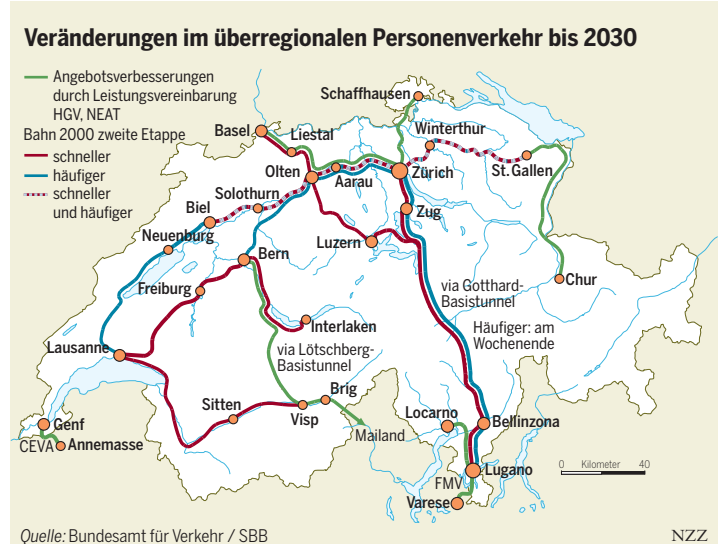 Veränderungen im überregionalen Personenverkehr bis 2030
Angebotsverbesserungen
durch Leistungsvereinbarung
HGV, NEAT
Bahn 2000 zweite Etappe
schneller
häufiger
schneller
und häufiger
Schaffhausen
Basel
Liestal
Winterthur
Olten
Aarau
Zürich
St. Gallen
Solothurn
Biel
Zug
Neuenburg
Luzern
Bern
Chur
Freiburg
via Gotthard-
Basistunnel
Interlaken
Häufiger: am
Wochenende
Lausanne
via Lötschberg-
Basistunnel
Brig
Sitten
Visp
Locarno
Bellinzona
Mailand
Genf
CEVA
Annemasse
Lugano
FMV
Varese
0 Kilometer 40
Quelle: Bundesamt für Verkehr / SBB
NZZ